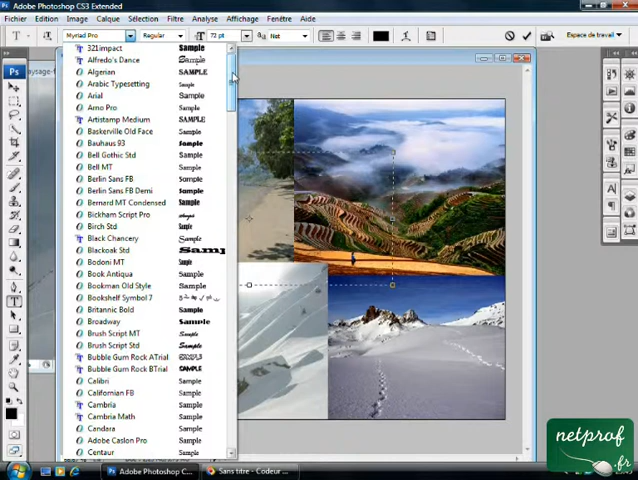 Adobe Photoshop CS3 Extended
Fichier Edition Image Calque Sélection Filtre Analyse Affichage Fenêtre Aide
T Myriad Pro Regular 72 pt aa Net Espace de travail
Ps
321impact Sample
Alfredo's Dance Sample
Algerian SAMPLE
Arabic Typesetting Sample
Arial Sample
Arno Pro Sample
Artistamp Medium SAMPLE
Baskerville Old Face Sample
Bauhaus 93 Sample
Bell Gothic Std Sample
Bell MT Sample
Berlin Sans FB Sample
Berlin Sans FB Demi Sample
Bernard MT Condensed Sample
Bickham Script Pro Sample
Birch Std Sample
Black Chancery Sample
Blackoak Std Samp
Bodoni MT Sample
Book Antiqua Sample
Bookman Old Style Sample
Bookshelf Symbol 7
Britannic Bold Sample
Broadway Sample
Brush Script MT Sample
Brush Script Std Sample
Bubble Gum Rock ATrial SAMPLE
Bubble Gum Rock BTrial SAMPLE
Calibri Sample
Californian FB Sample
Cambria Sample
Cambria Math Sample
Candara Sample
Adobe Caslon Pro Sample
Centaur Sample
netprof
.fr
Adobe Photoshop C... Sans titre - Codeur ...